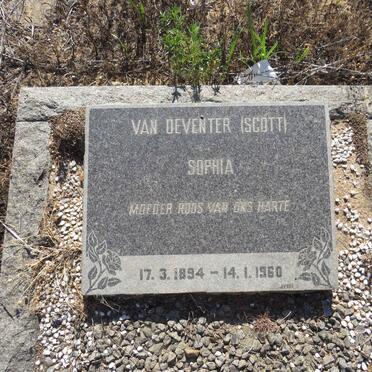 VAN DEVENTER (SCOTT)
SOPHIA
MOEDER ROOS VAN ONS HARTE
17.3.1894 – 14.1.1960